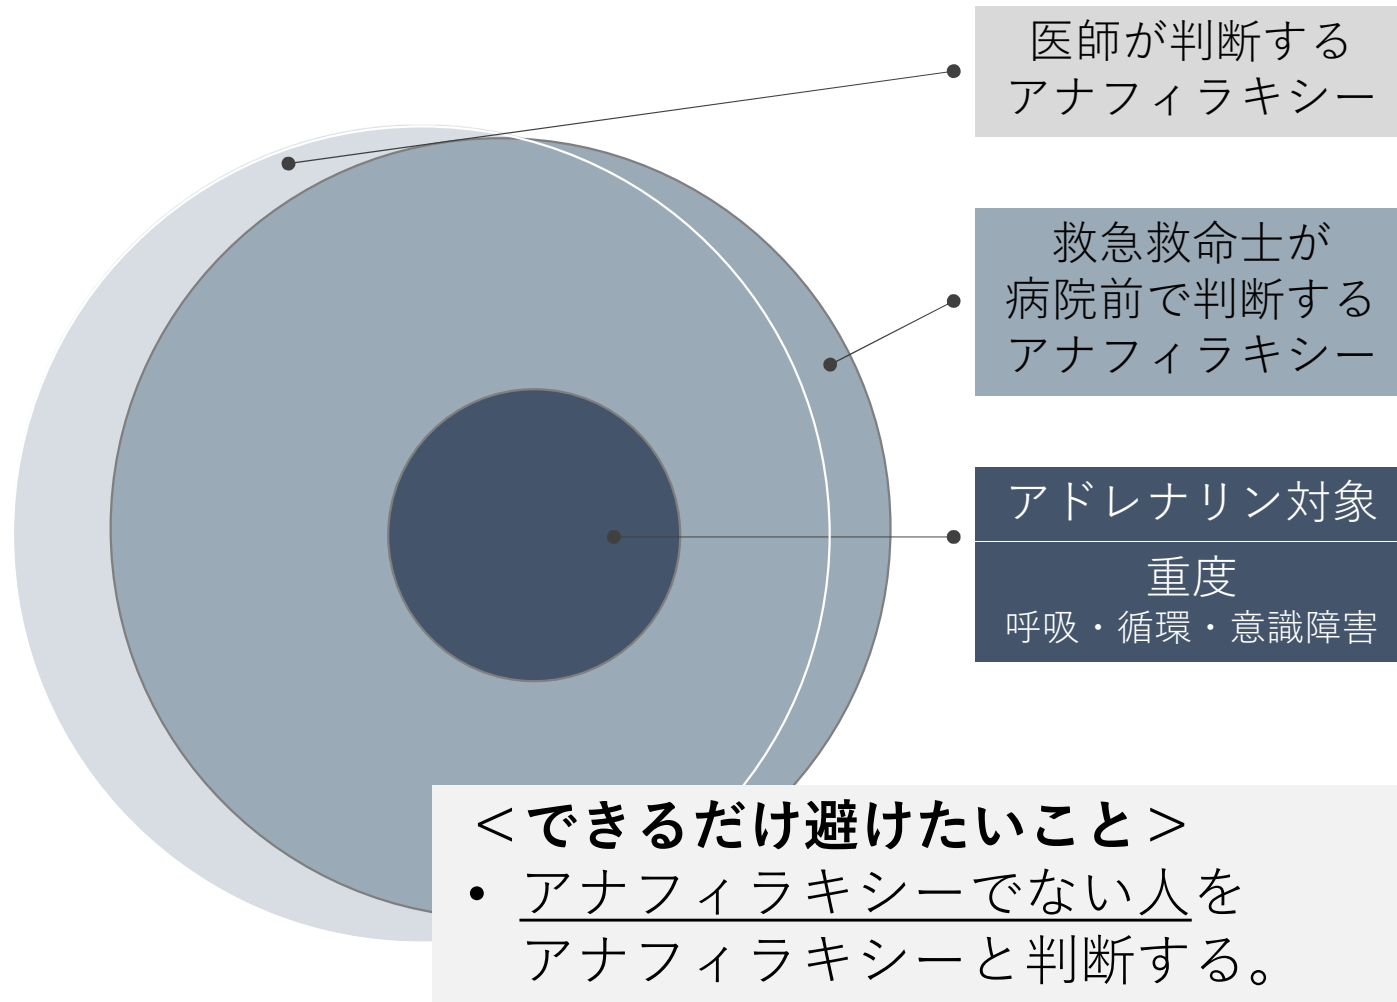 医師が判断する
アナフィラキシー
救急救命士が
病院前で判断する
アナフィラキシー
アドレナリン対象
重度
呼吸・循環・意識障害
＜できるだけ避けたいこと＞
• アナフィラキシーでない人を
アナフィラキシーと判断する。